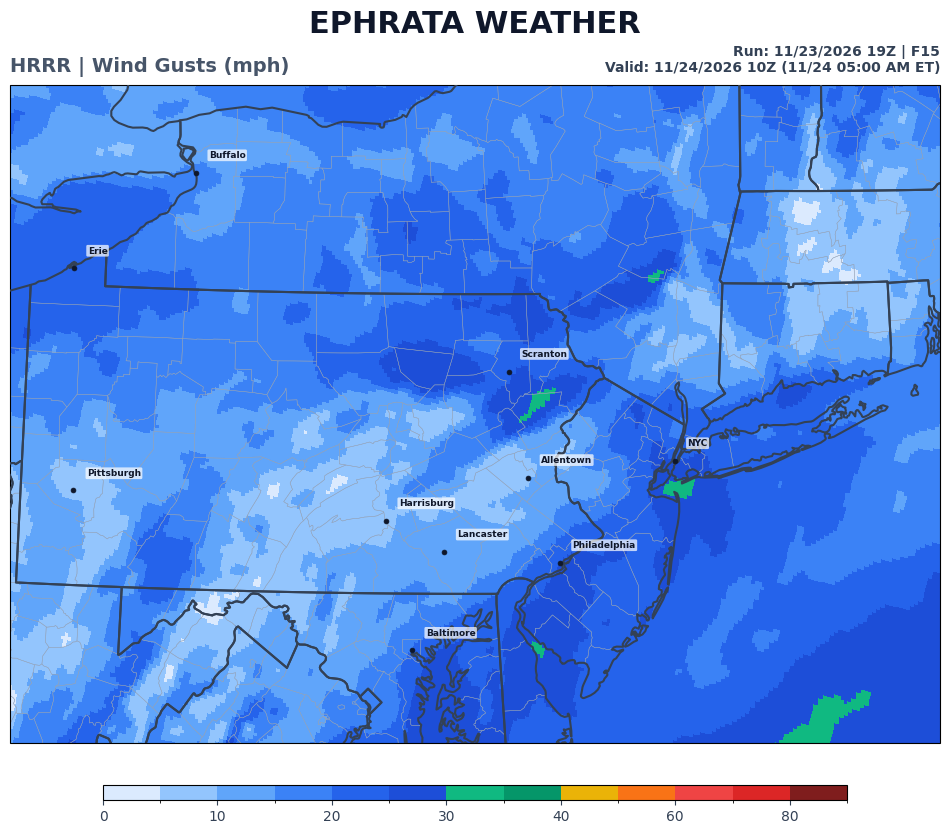 EPHRATA WEATHER
HRRR | Wind Gusts (mph)
Run: 11/23/2026 19Z | F15
Valid: 11/24/2026 10Z (11/24 05:00 AM ET)
Buffalo
Erie
Scranton
NYC
Allentown
Pittsburgh
Harrisburg
Lancaster
Philadelphia
Baltimore
0 10 20 30 40 60 80